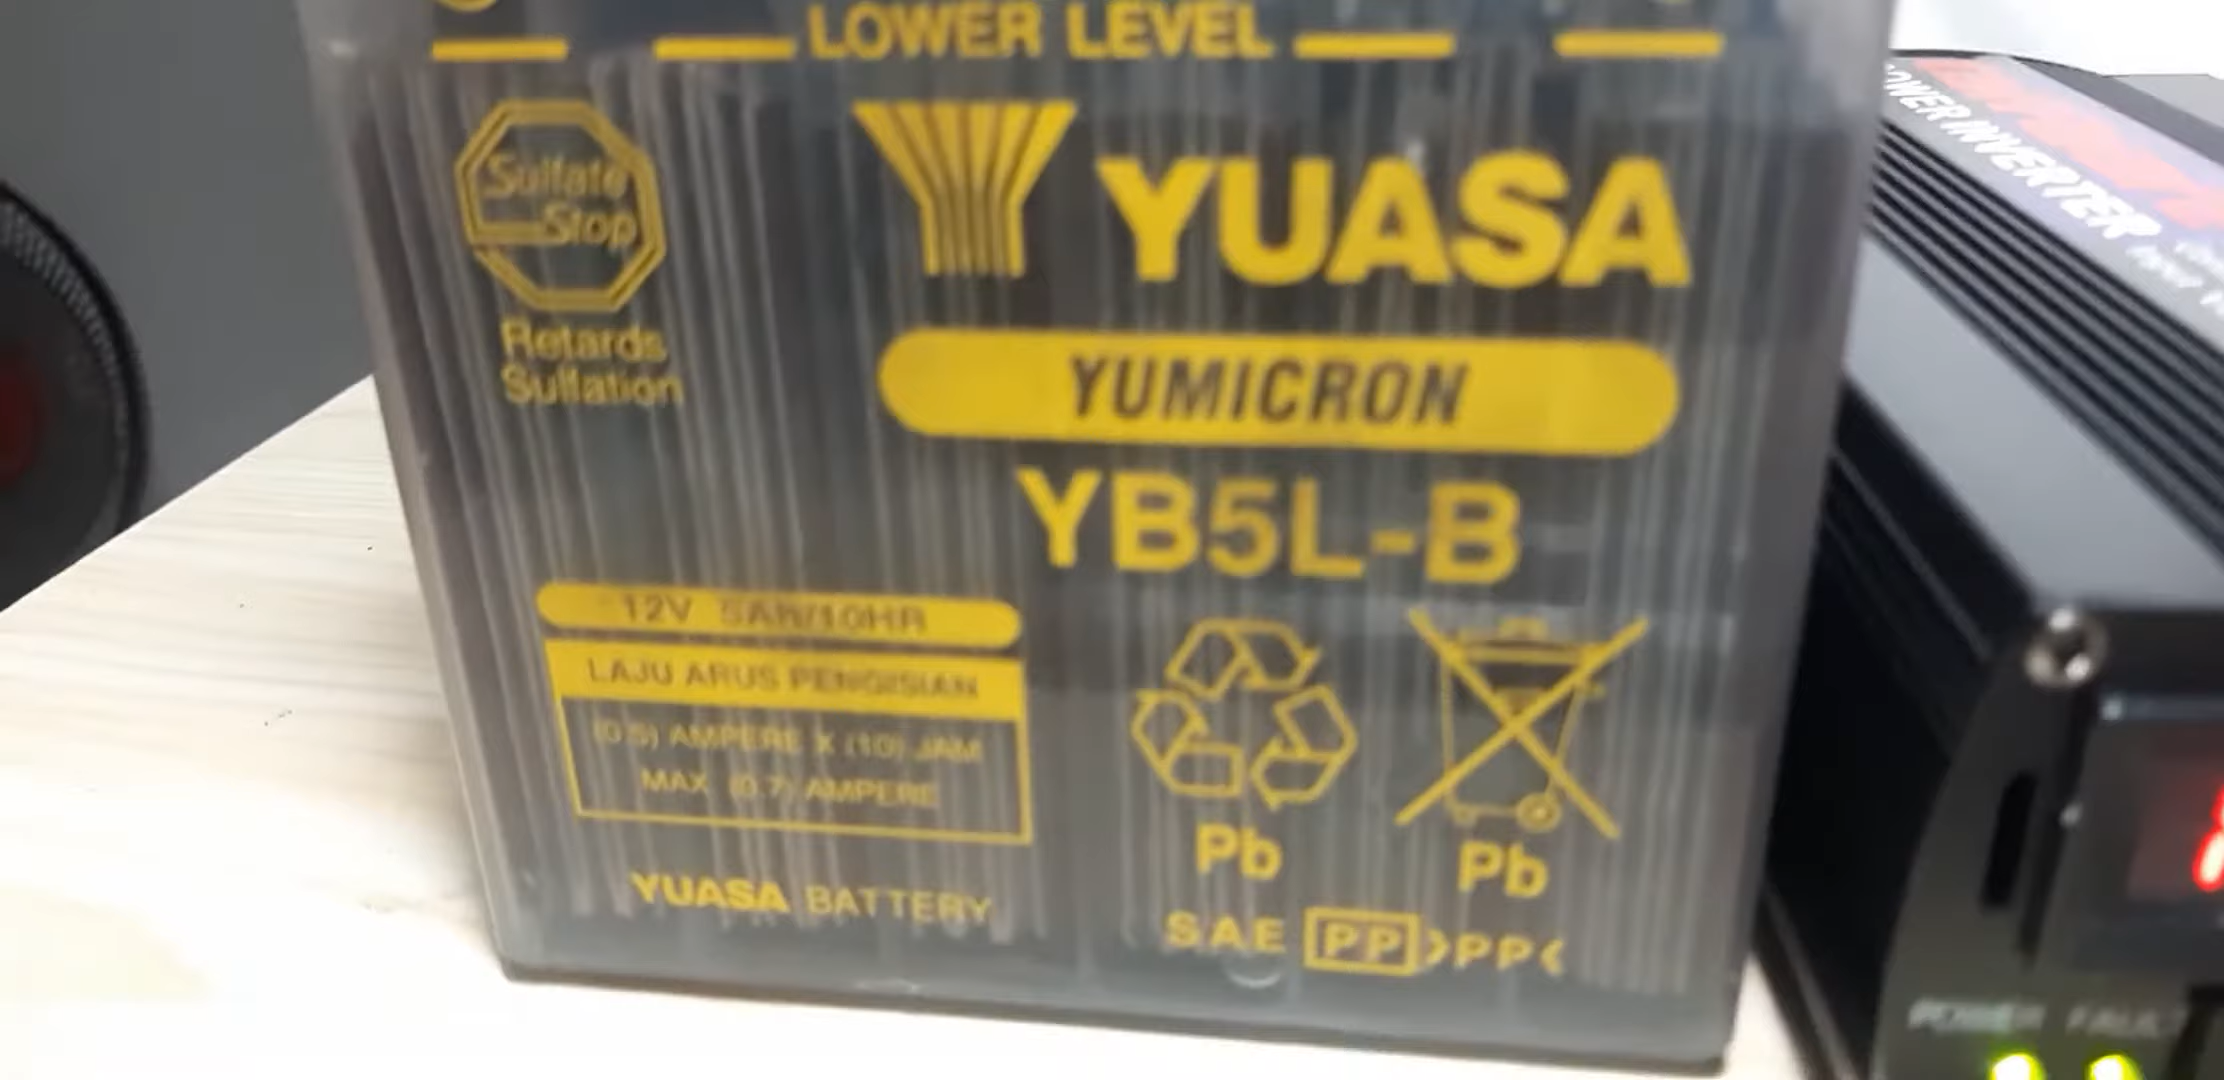 LOWER LEVEL
Sulfate
Stop
Retards
Sulfation
YUASA
YUMICRON
YB5L-B
12V 5AH/10HR
LAJU ARUS PENGISIAN
(0.5) AMPERE X (10) JAM
MAX (0.7) AMPERE
YUASA BATTERY
Pb
Pb
SAE PP >PP<
POWER INVERTER
POWER FAULT